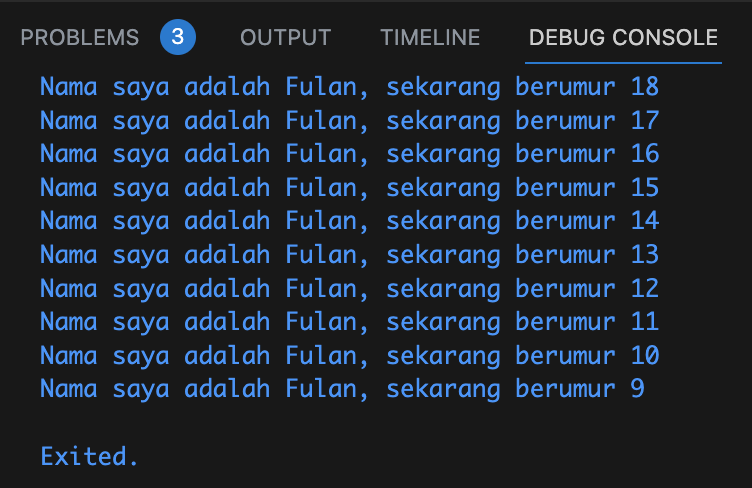 PROBLEMS 3 OUTPUT TIMELINE DEBUG CONSOLE
Nama saya adalah Fulan, sekarang berumur 18
Nama saya adalah Fulan, sekarang berumur 17
Nama saya adalah Fulan, sekarang berumur 16
Nama saya adalah Fulan, sekarang berumur 15
Nama saya adalah Fulan, sekarang berumur 14
Nama saya adalah Fulan, sekarang berumur 13
Nama saya adalah Fulan, sekarang berumur 12
Nama saya adalah Fulan, sekarang berumur 11
Nama saya adalah Fulan, sekarang berumur 10
Nama saya adalah Fulan, sekarang berumur 9
Exited.